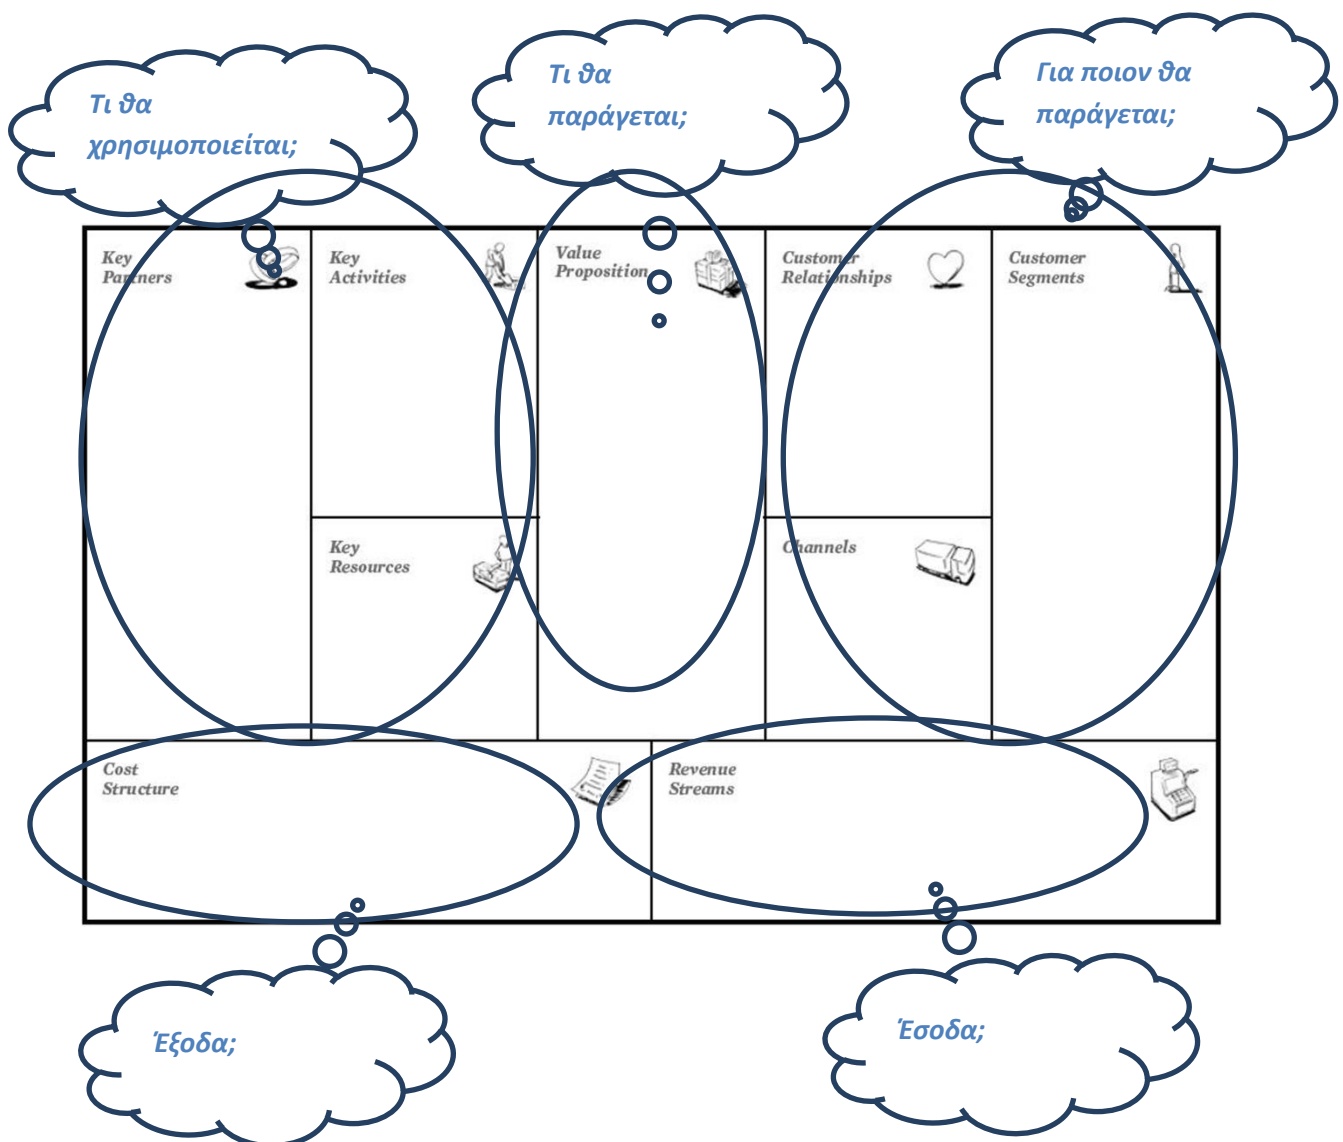 Τι θα
χρησιμοποιείται;
Τι θα
παράγεται;
Για ποιον θα
παράγεται;
Key
Partners
Key
Activities
Value
Proposition
Customer
Relationships
Customer
Segments
Key
Resources
Channels
Cost
Structure
Revenue
Streams
Έξοδα;
Έσοδα;